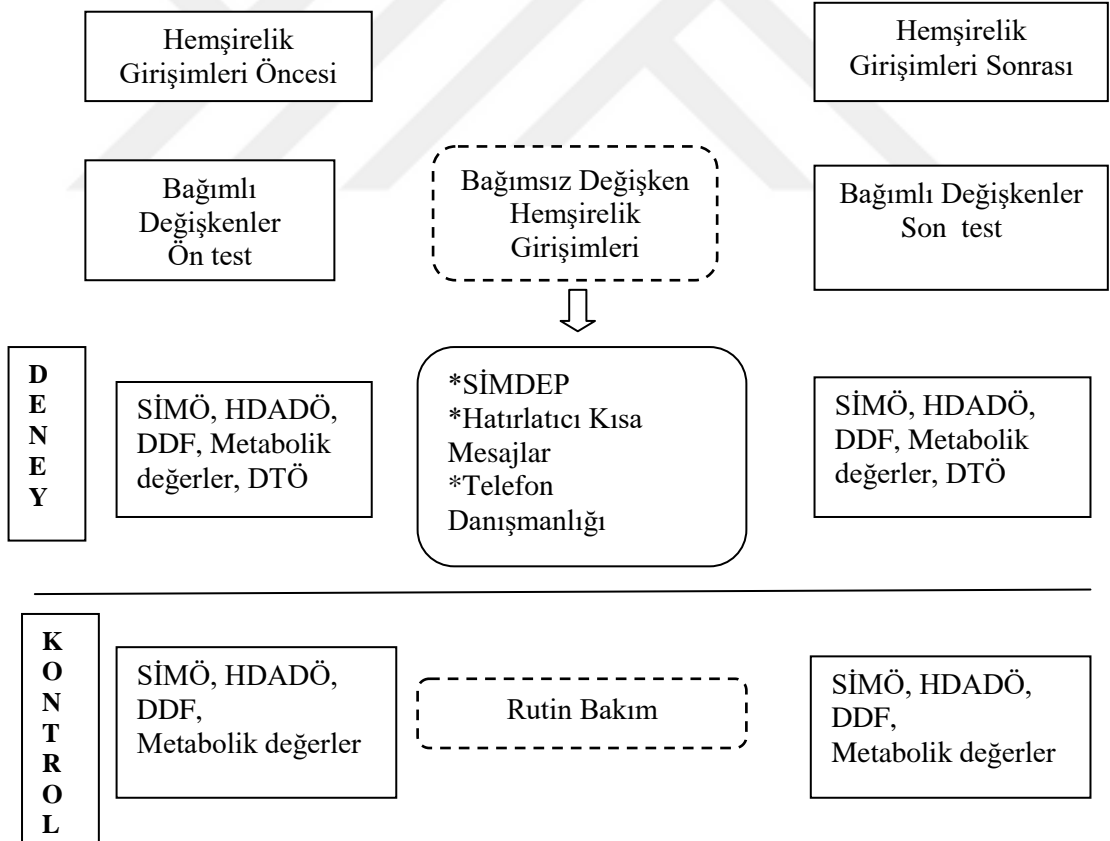 Hemşirelik
Girişimleri Öncesi
Hemşirelik
Girişimleri Sonrası
Bağımlı
Değişkenler
Ön test
Bağımsız Değişken
Hemşirelik
Girişimleri
Bağımlı Değişkenler
Son test
D
E
N
E
Y
SİMÖ, HDADÖ,
DDF, Metabolik
değerler, DTÖ
*SİMDEP
*Hatırlatıcı Kısa
Mesajlar
*Telefon
Danışmanlığı
SİMÖ, HDADÖ,
DDF, Metabolik
değerler, DTÖ
K
O
N
T
R
O
L
SİMÖ, HDADÖ,
DDF,
Metabolik değerler
Rutin Bakım
SİMÖ, HDADÖ,
DDF,
Metabolik değerler